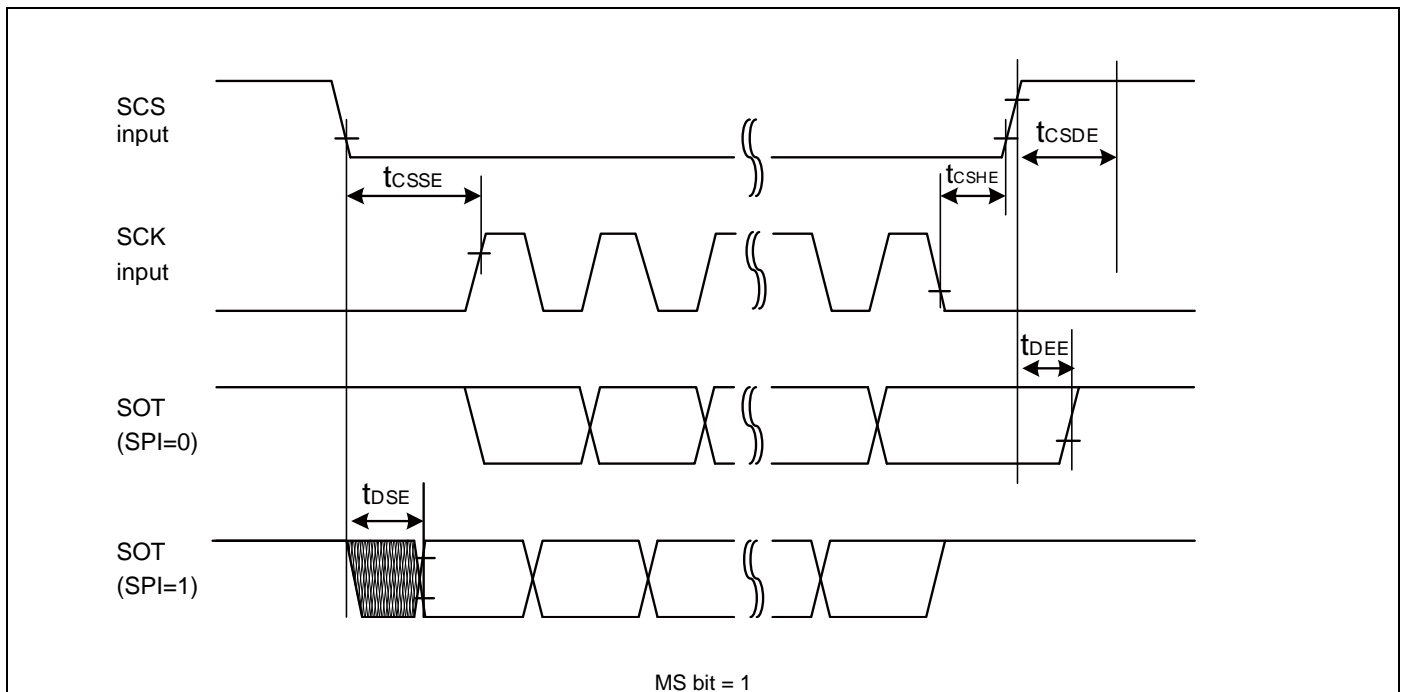 SCS
input
tCSDE
tCSSE
tCSHE
SCK
input
tDEE
SOT
(SPI=0)
tDSE
SOT
(SPI=1)
MS bit = 1